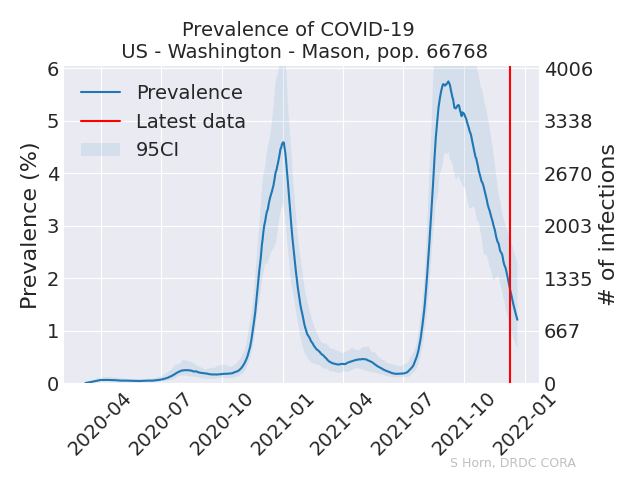 Prevalence of COVID-19
US - Washington - Mason, pop. 66768
Prevalence
Latest data
95CI
Prevalence (%)
6
5
4
3
2
1
0
4006
3338
2670
2003
1335
667
0
# of infections
2020-04
2020-07
2020-10
2021-01
2021-04
2021-07
2021-10
2022-01
S Horn, DRDC CORA